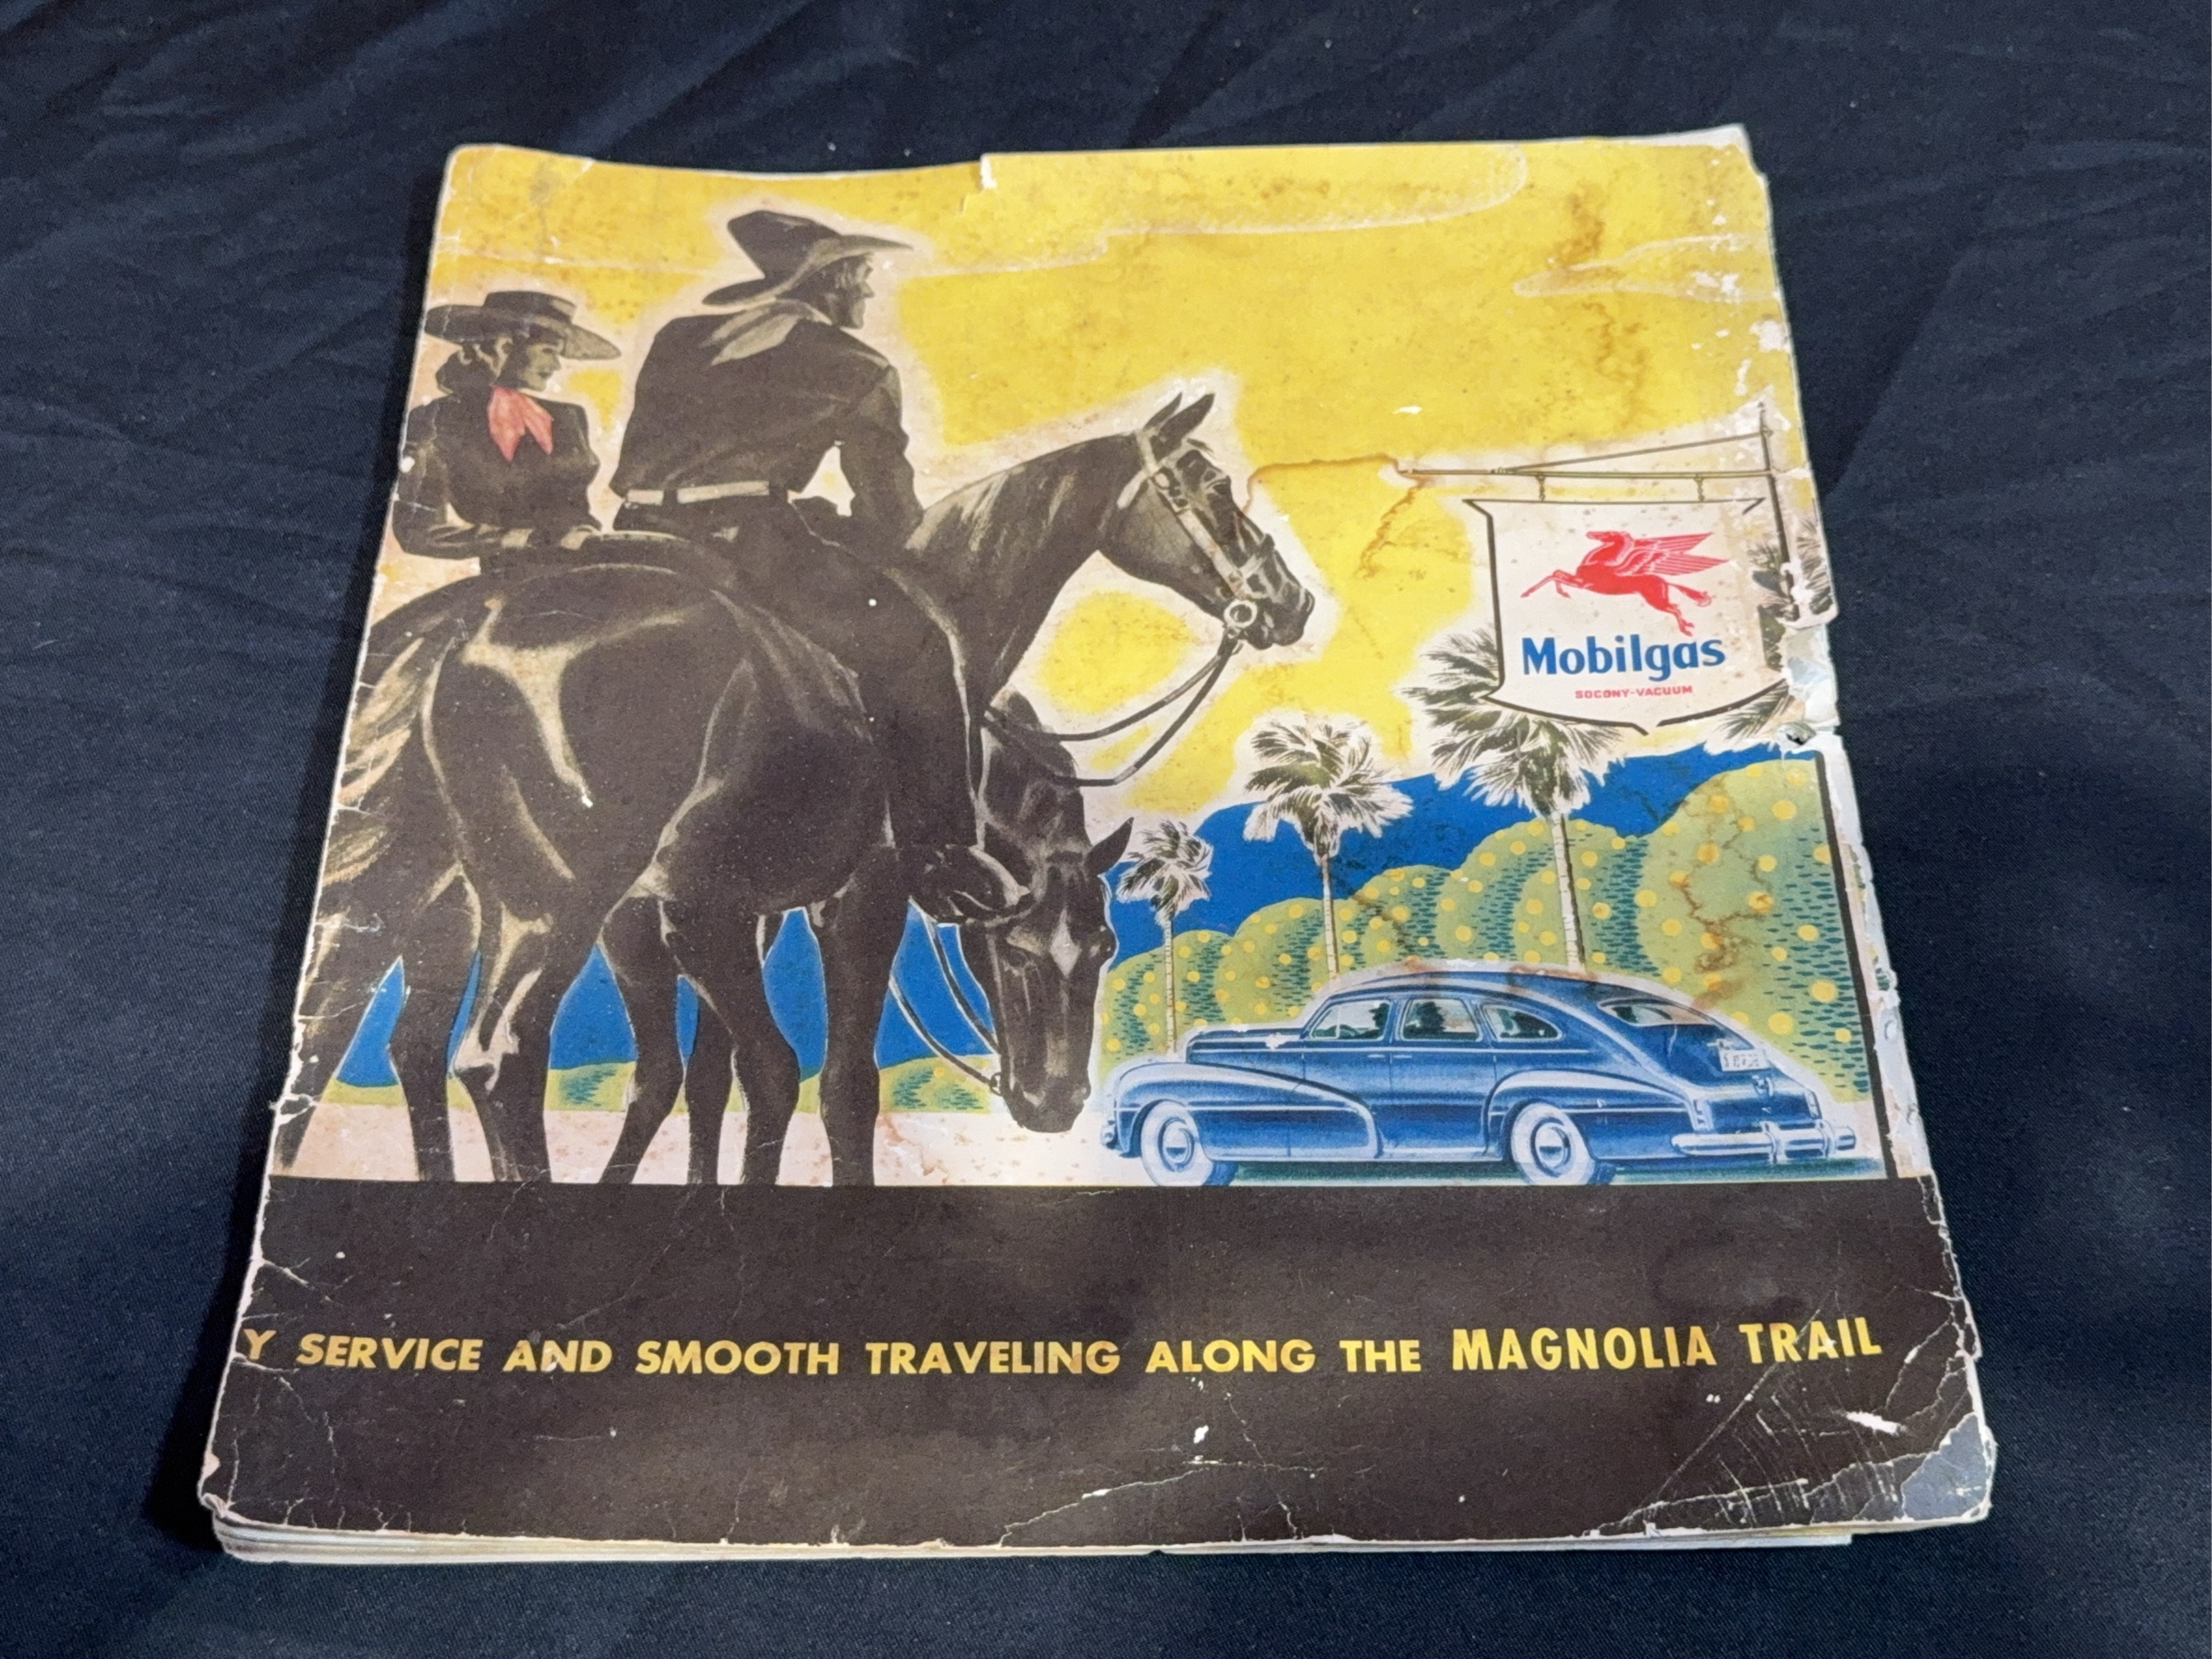 Mobilgas
SOCONY-VACUUM
Y SERVICE AND SMOOTH TRAVELING ALONG THE MAGNOLIA TRAIL